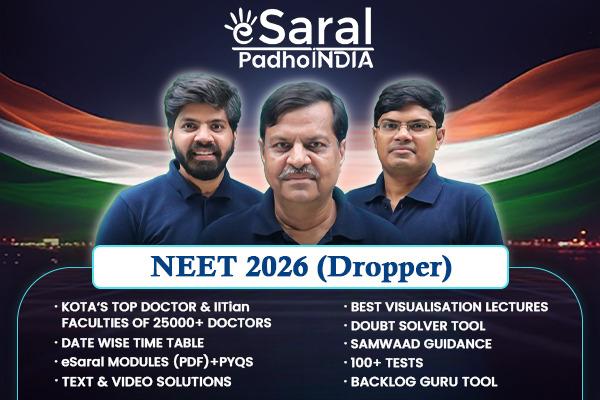 eSaral
PadhoINDIA
NEET 2026 (Dropper)
· KOTA'S TOP DOCTOR & IITian
FACULTIES OF 25000+ DOCTORS
· DATE WISE TIME TABLE
· eSaral MODULES (PDF)+PYQS
· TEXT & VIDEO SOLUTIONS
· BEST VISUALISATION LECTURES
· DOUBT SOLVER TOOL
· SAMWAAD GUIDANCE
· 100+ TESTS
· BACKLOG GURU TOOL